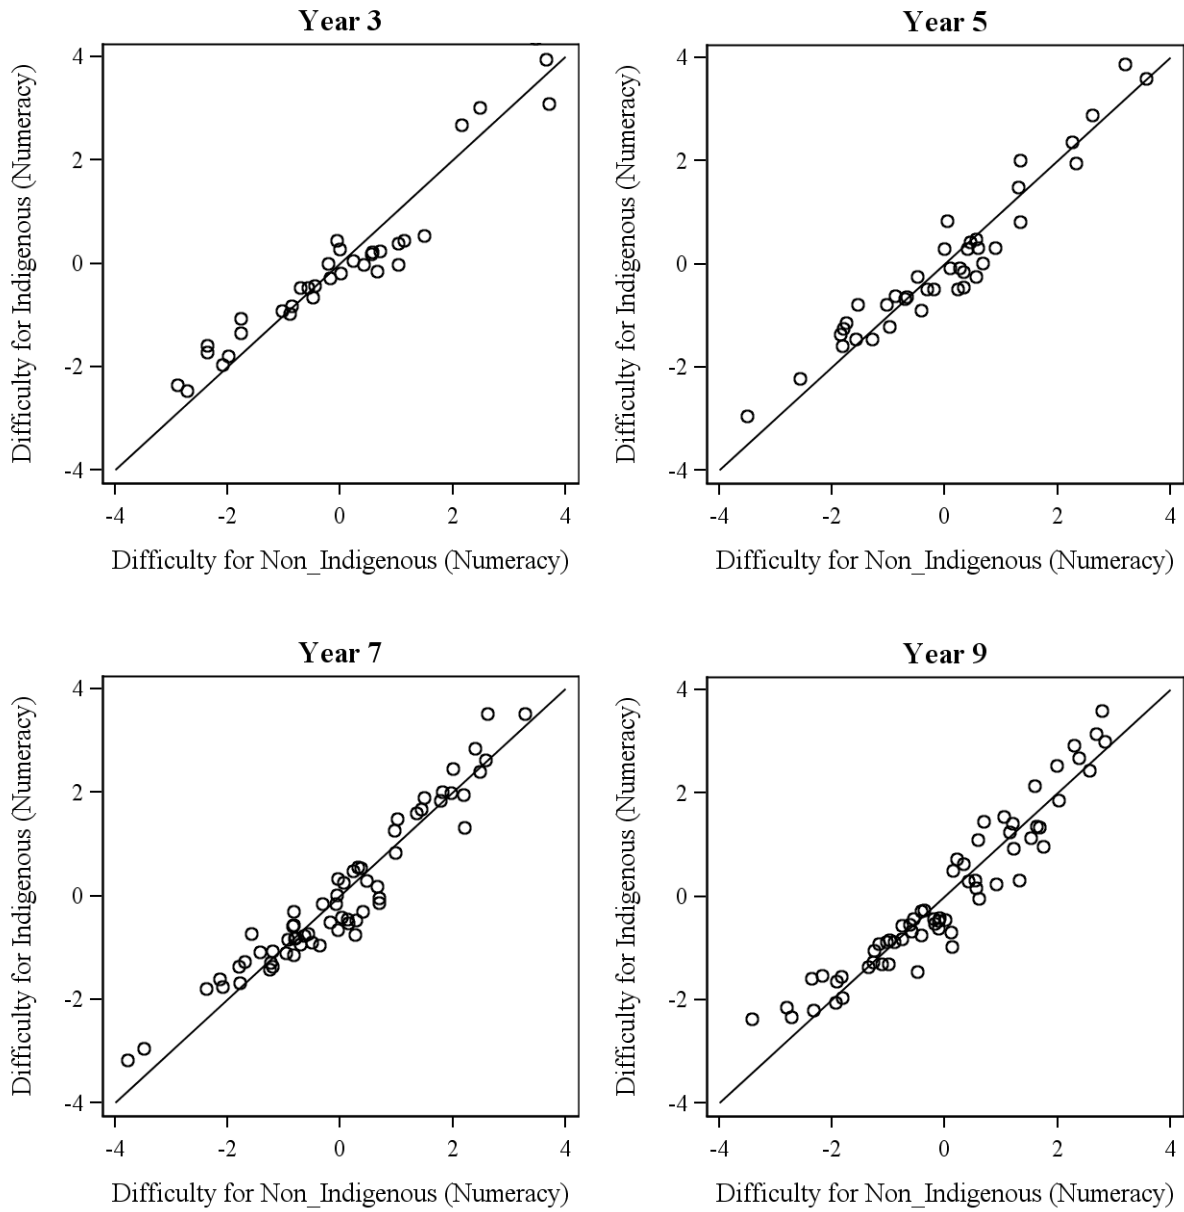 Year 3
Difficulty for Indigenous (Numeracy)
4
2
0
-2
-4
-4 -2 0 2 4
Difficulty for Non_Indigenous (Numeracy)
Year 5
Difficulty for Indigenous (Numeracy)
4
2
0
-2
-4
-4 -2 0 2 4
Difficulty for Non_Indigenous (Numeracy)
Year 7
Difficulty for Indigenous (Numeracy)
4
2
0
-2
-4
-4 -2 0 2 4
Difficulty for Non_Indigenous (Numeracy)
Year 9
Difficulty for Indigenous (Numeracy)
4
2
0
-2
-4
-4 -2 0 2 4
Difficulty for Non_Indigenous (Numeracy)